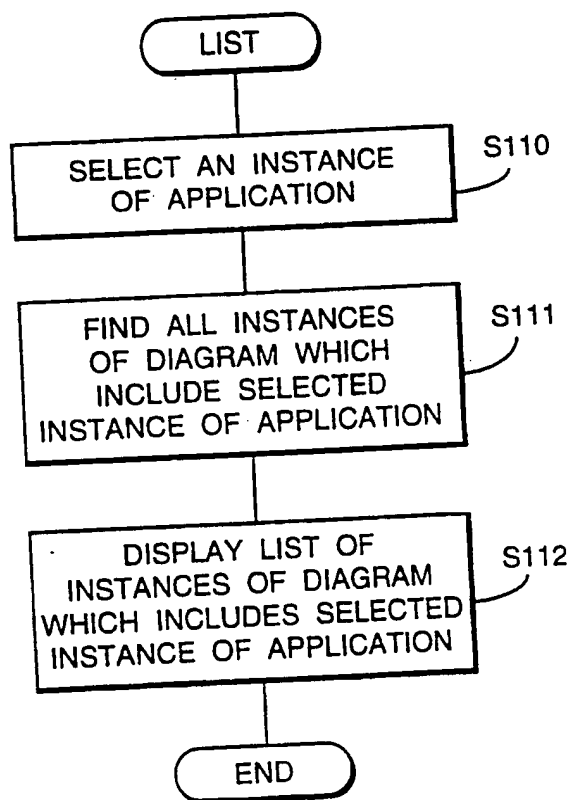 LIST
SELECT AN INSTANCE
OF APPLICATION
S110
FIND ALL INSTANCES
OF DIAGRAM WHICH
INCLUDE SELECTED
INSTANCE OF APPLICATION
S111
DISPLAY LIST OF
INSTANCES OF DIAGRAM
WHICH INCLUDES SELECTED
INSTANCE OF APPLICATION
S112
END